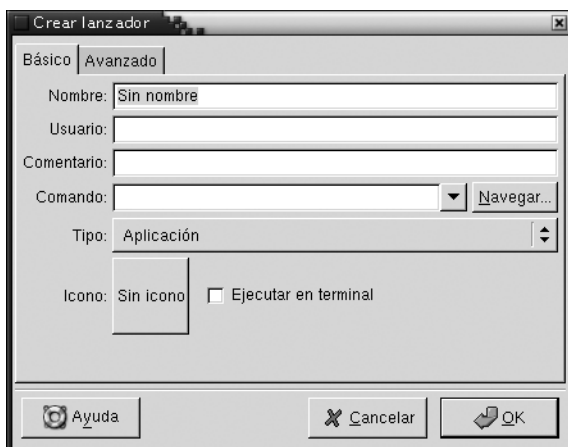 Crear lanzador
Básico
Avanzado
Nombre: Sin nombre
Usuario:
Comentario:
Comando:
Navegar...
Tipo: Aplicación
Icono: Sin icono
Ejecutar en terminal
Ayuda
Cancelar
OK